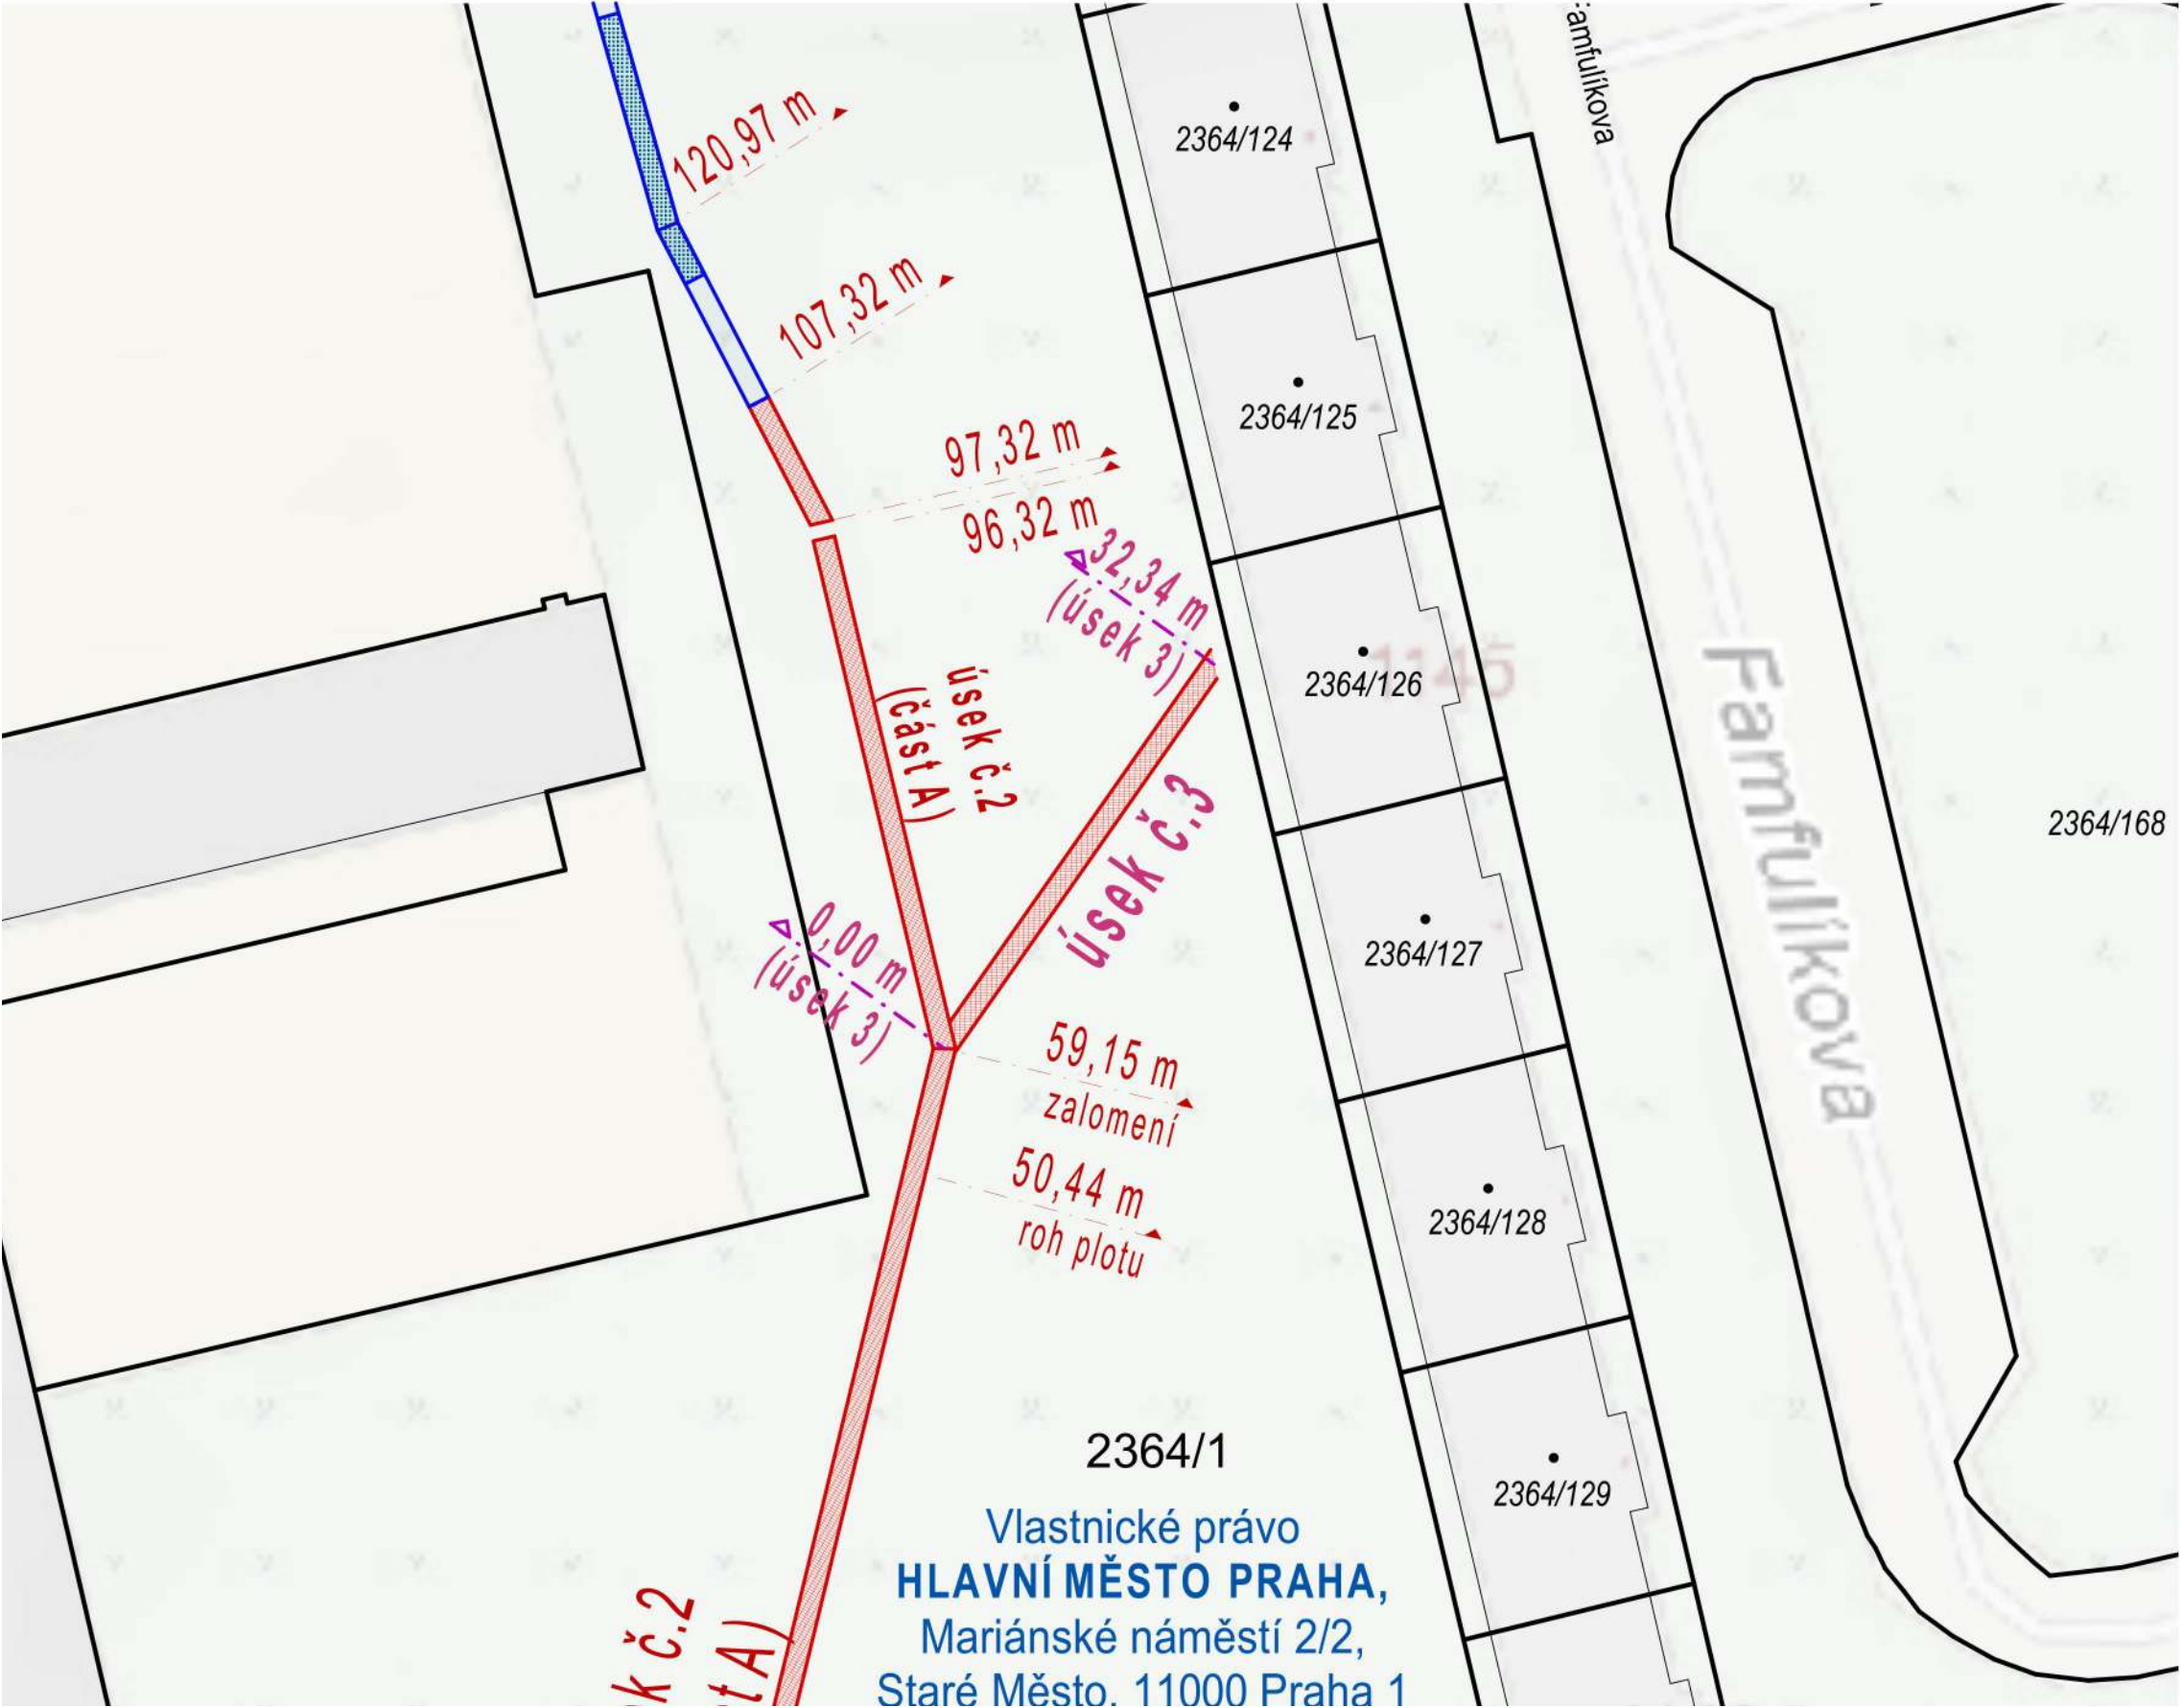 amfulíkova
120,97 m
2364/124
107,32 m
97,32 m
96,32 m
2364/125
32,34 m
(úsek 3)
2364/126
1145
úsek č.2
(část A)
úsek č.3
Famfulíkova
2364/168
0,00 m
(úsek 3)
2364/127
59,15 m
zalomení
50,44 m
roh plotu
2364/128
2364/1
2364/129
Vlastnické právo
HLAVNÍ MĚSTO PRAHA,
Mariánské náměstí 2/2,
Staré Město, 11000 Praha 1
k č.2
t A)